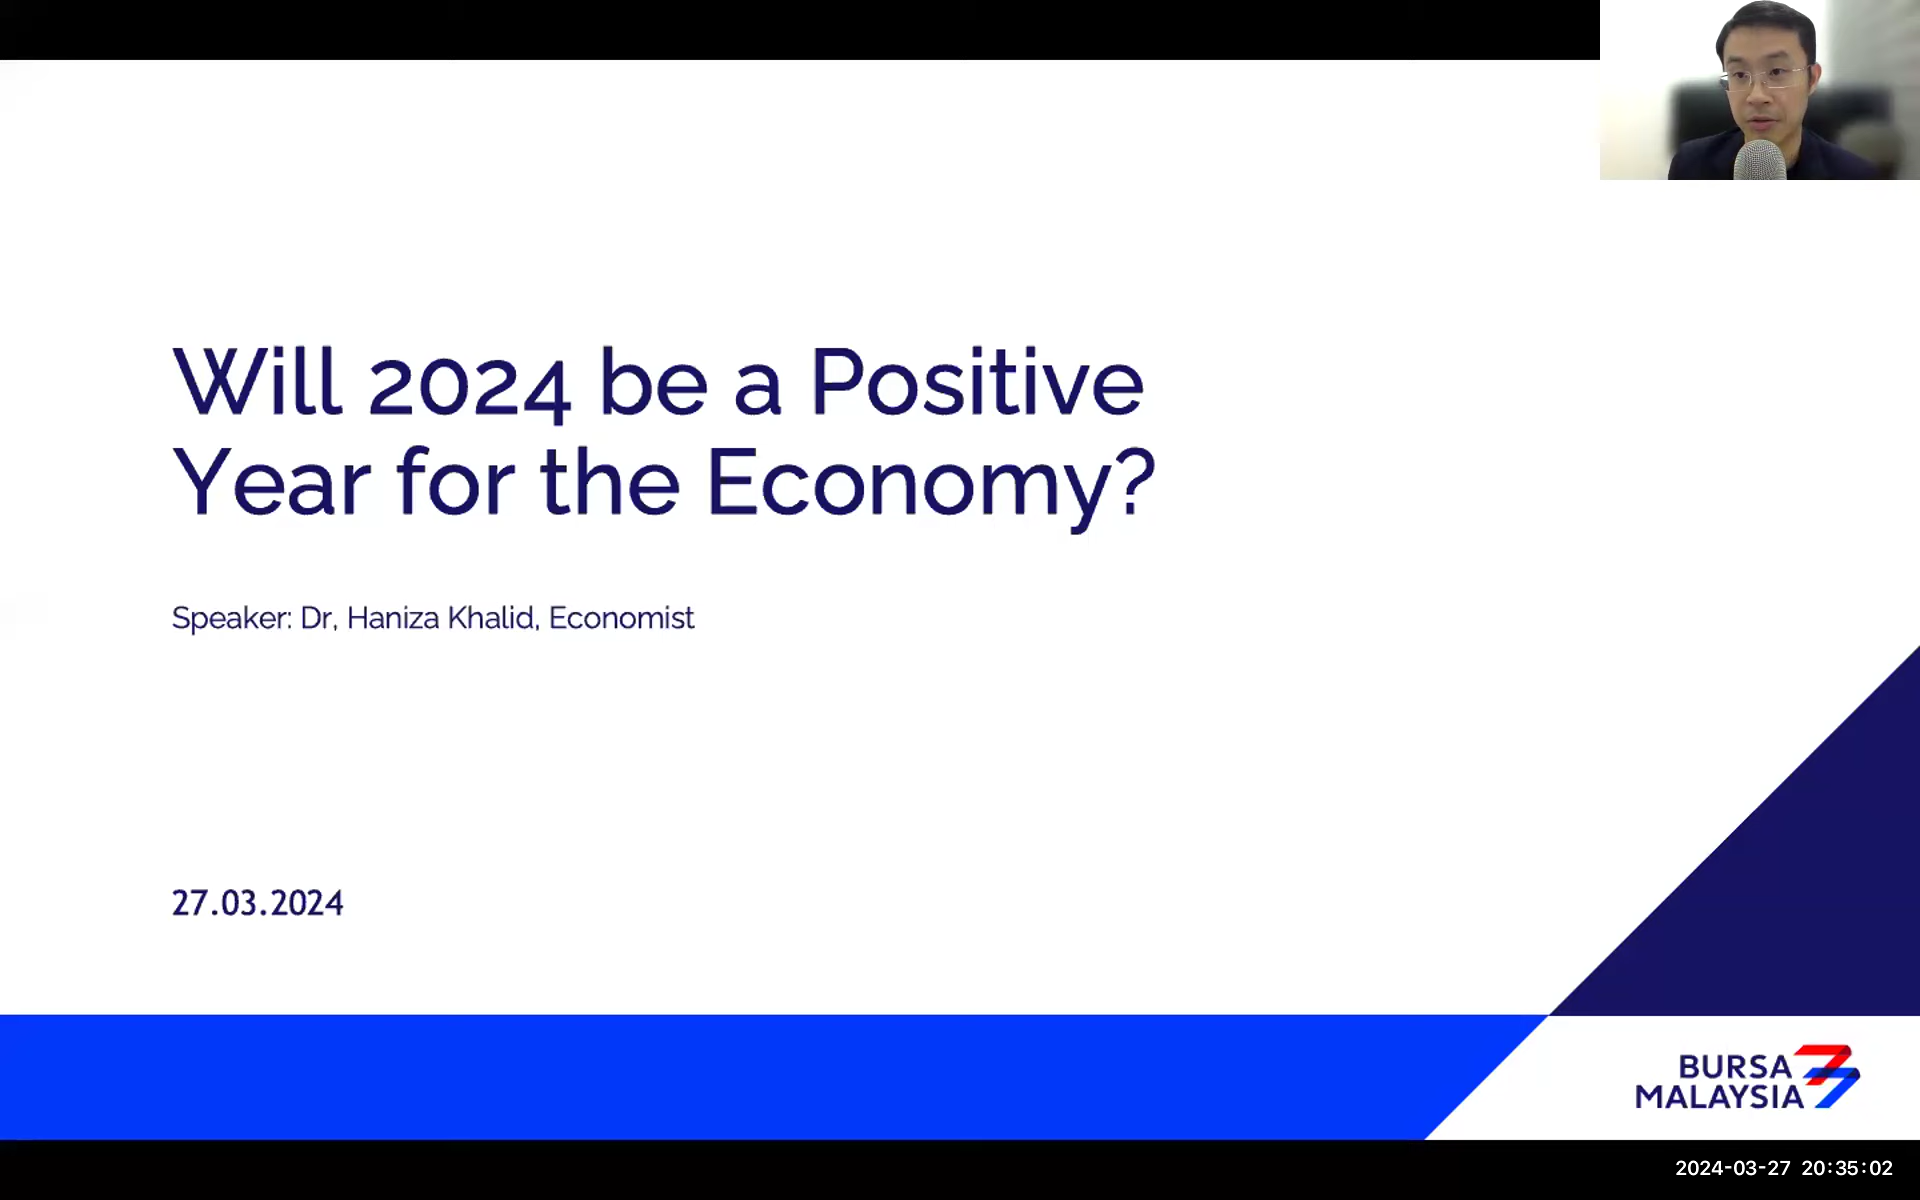 Will 2024 be a Positive
Year for the Economy?
Speaker: Dr, Haniza Khalid, Economist
27.03.2024
BURSA
MALAYSIA
2024-03-27 20:35:02